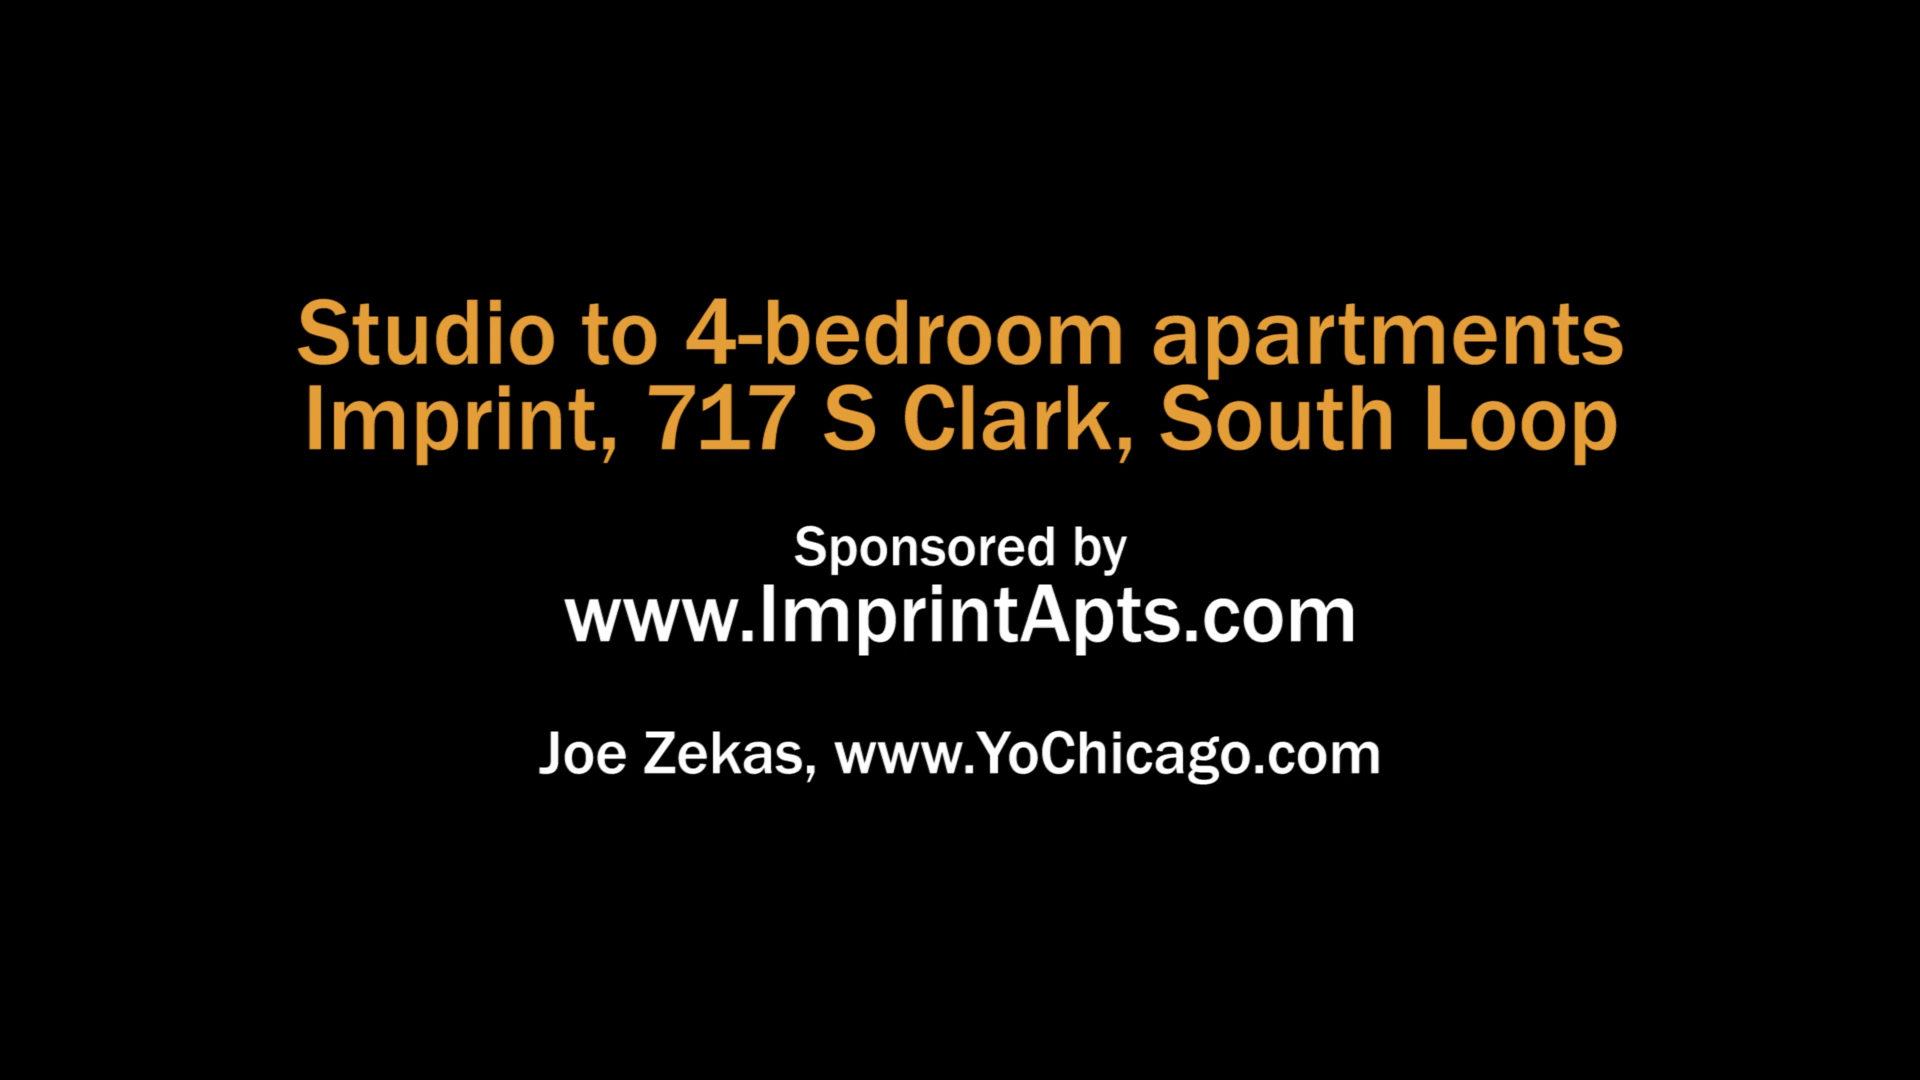 Studio to 4-bedroom apartments
Imprint, 717 S Clark, South Loop
Sponsored by
www.ImprintApts.com
Joe Zekas, www.YoChicago.com